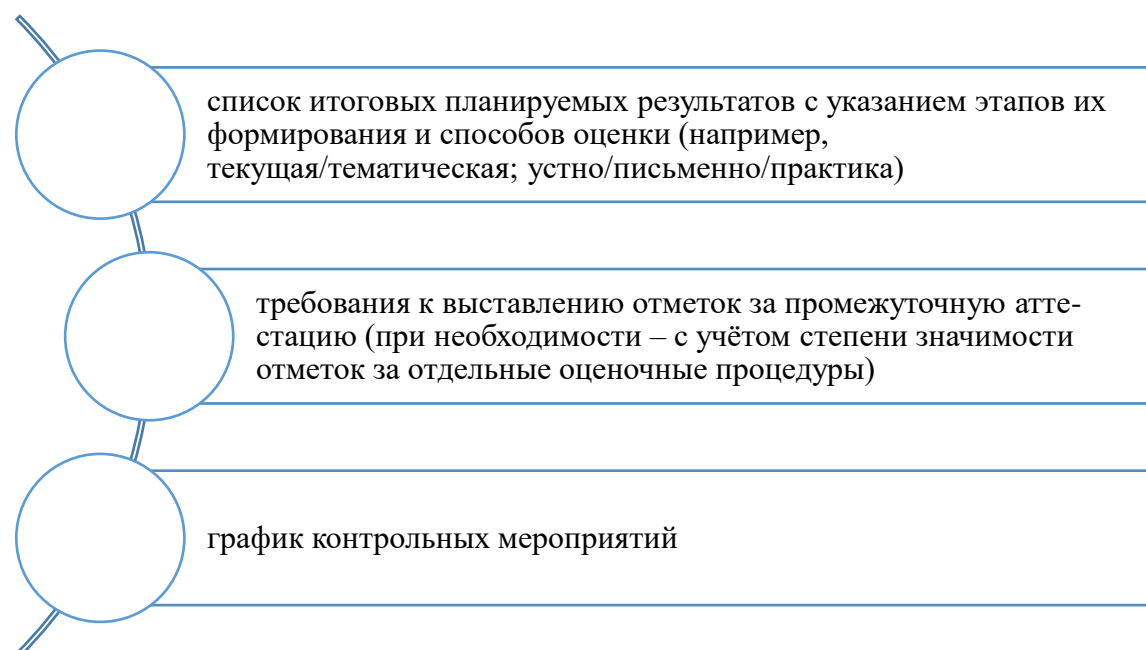 список итоговых планируемых результатов с указанием этапов их
формирования и способов оценки (например,
текущая/тематическая; устно/письменно/практика)
требования к выставлению отметок за промежуточную атте-
стацию (при необходимости – с учётом степени значимости
отметок за отдельные оценочные процедуры)
график контрольных мероприятий